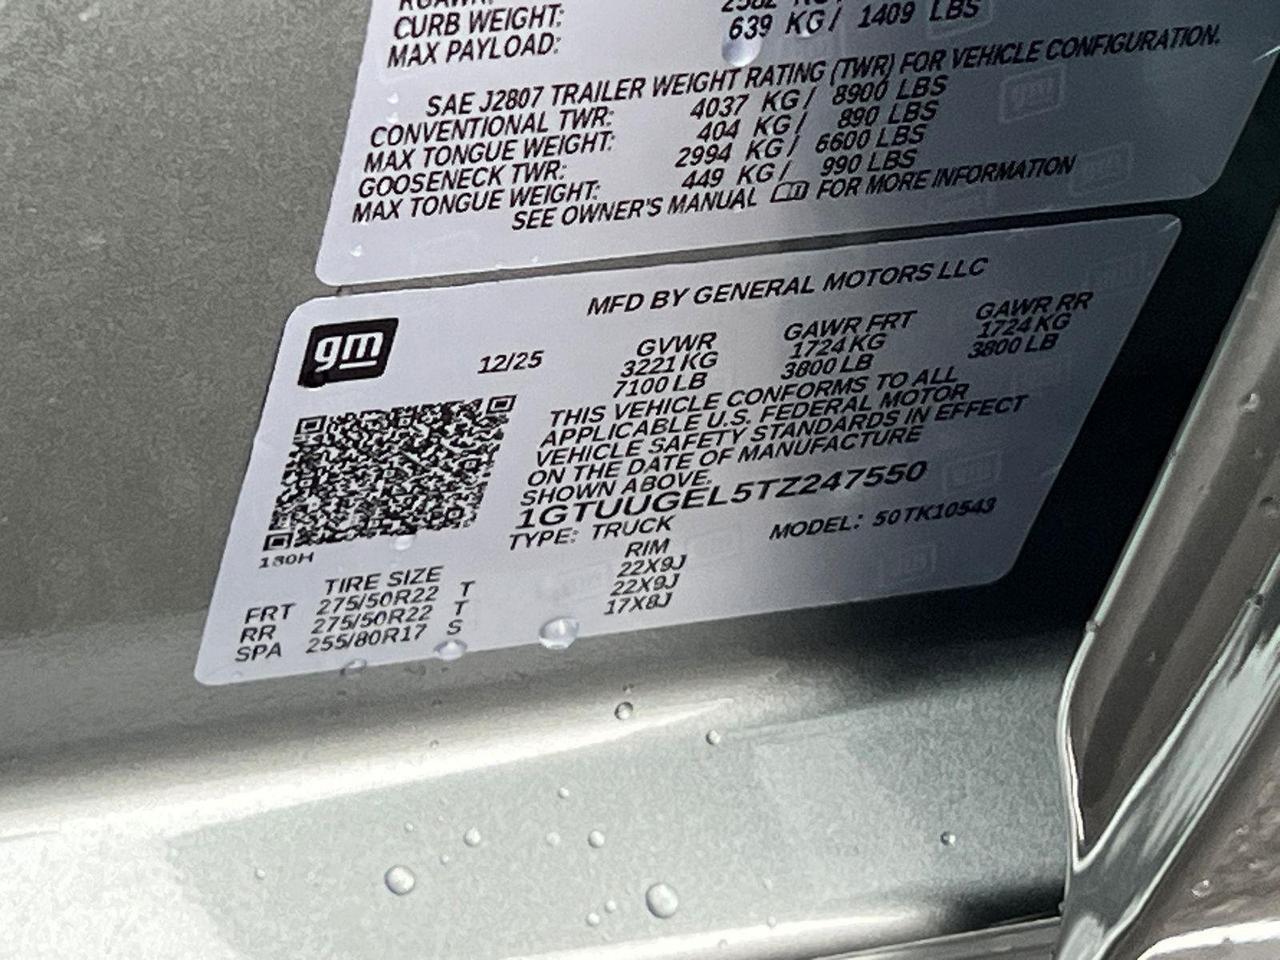 CURB WEIGHT:
MAX PAYLOAD: 639 KG / 1409 LBS
SAE J2807 TRAILER WEIGHT RATING (TWR) FOR VEHICLE CONFIGURATION.
CONVENTIONAL TWR: 4037 KG / 8900 LBS
MAX TONGUE WEIGHT: 404 KG / 890 LBS
GOOSENECK TWR: 2994 KG / 6600 LBS
MAX TONGUE WEIGHT: 449 KG / 990 LBS
SEE OWNER'S MANUAL FOR MORE INFORMATION
MFD BY GENERAL MOTORS LLC
gm
12/25
GVWR GAWR FRT GAWR RR
3221 KG 1724 KG 1724 KG
7100 LB 3800 LB 3800 LB
THIS VEHICLE CONFORMS TO ALL
APPLICABLE U.S. FEDERAL MOTOR
VEHICLE SAFETY STANDARDS IN EFFECT
ON THE DATE OF MANUFACTURE
SHOWN ABOVE.
1GTUUGEL5TZ247550
TYPE: TRUCK MODEL: 50TK10543
180H
TIRE SIZE RIM
FRT 275/50R22 T 22X9J
RR 275/50R22 T 22X9J
SPA 255/80R17 S 17X8J